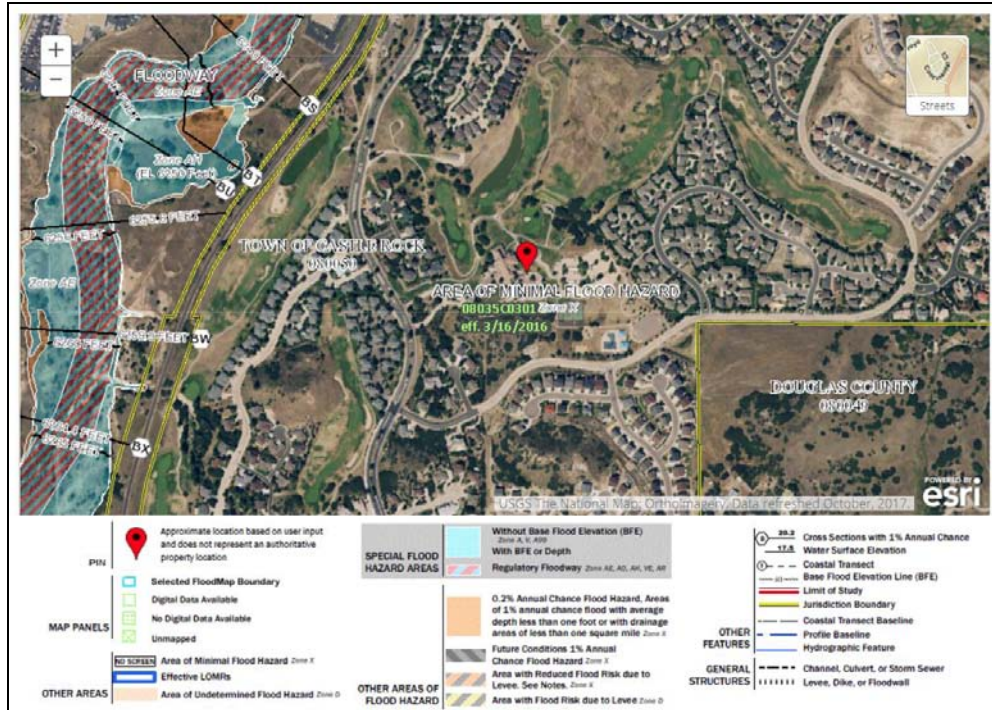 +
−
FLOODWAY
Zone AE
Zone AH
(EL 6250 Feet)
BS
BT
BU
Streets
TOWN OF CASTLE ROCK
080050
AREA OF MINIMAL FLOOD HAZARD
08035C0301 Zone X
eff. 3/16/2016
Zone AE
BW
BX
DOUGLAS COUNTY
080049
POWERED BY
esri
USGS The National Map: Orthoimagery. Data refreshed October, 2017.
PIN
Approximate location based on user input
and does not represent an authoritative
property location
MAP PANELS
Selected FloodMap Boundary
Digital Data Available
No Digital Data Available
Unmapped
OTHER AREAS
NO SCREEN Area of Minimal Flood Hazard Zone X
Effective LOMRs
Area of Undetermined Flood Hazard Zone D
SPECIAL FLOOD
HAZARD AREAS
Without Base Flood Elevation (BFE)
Zone A, V, A99
With BFE or Depth
Regulatory Floodway Zone AE, AO, AH, VE, AR
OTHER AREAS OF
FLOOD HAZARD
0.2% Annual Chance Flood Hazard, Areas
of 1% annual chance flood with average
depth less than one foot or with drainage
areas of less than one square mile Zone X
Future Conditions 1% Annual
Chance Flood Hazard Zone X
Area with Reduced Flood Risk due to
Levee. See Notes. Zone X
Area with Flood Risk due to Levee Zone D
OTHER
FEATURES
20.2 Cross Sections with 1% Annual Chance
17.5 Water Surface Elevation
Coastal Transect
Base Flood Elevation Line (BFE)
Limit of Study
Jurisdiction Boundary
Coastal Transect Baseline
Profile Baseline
Hydrographic Feature
GENERAL
STRUCTURES
Channel, Culvert, or Storm Sewer
Levee, Dike, or Floodwall